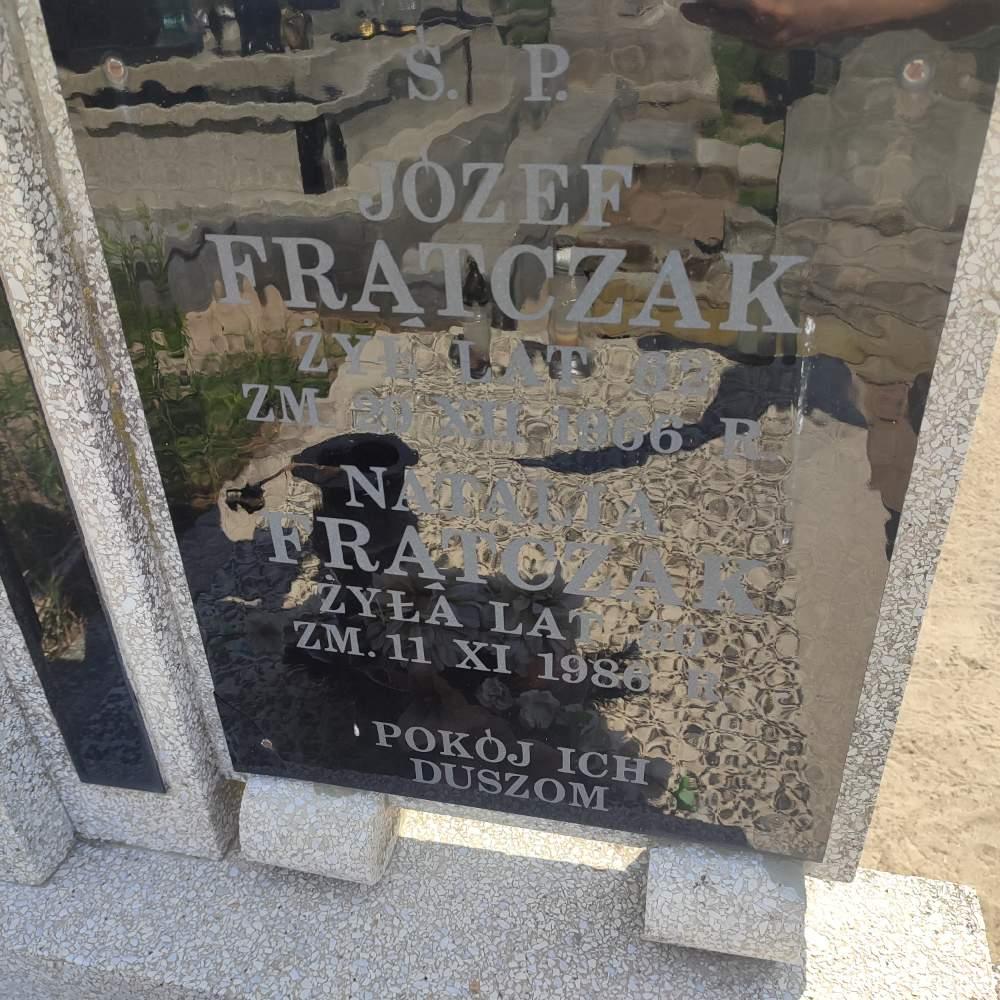 Ś. P.
JÓZEF
FRĄTCZAK
ŻYŁ LAT 82
ZM 20 XII 1966 R
NATALIA
FRĄTCZAK
ŻYŁA LAT 80
ZM. 11 XI 1986 R
POKÓJ ICH
DUSZOM